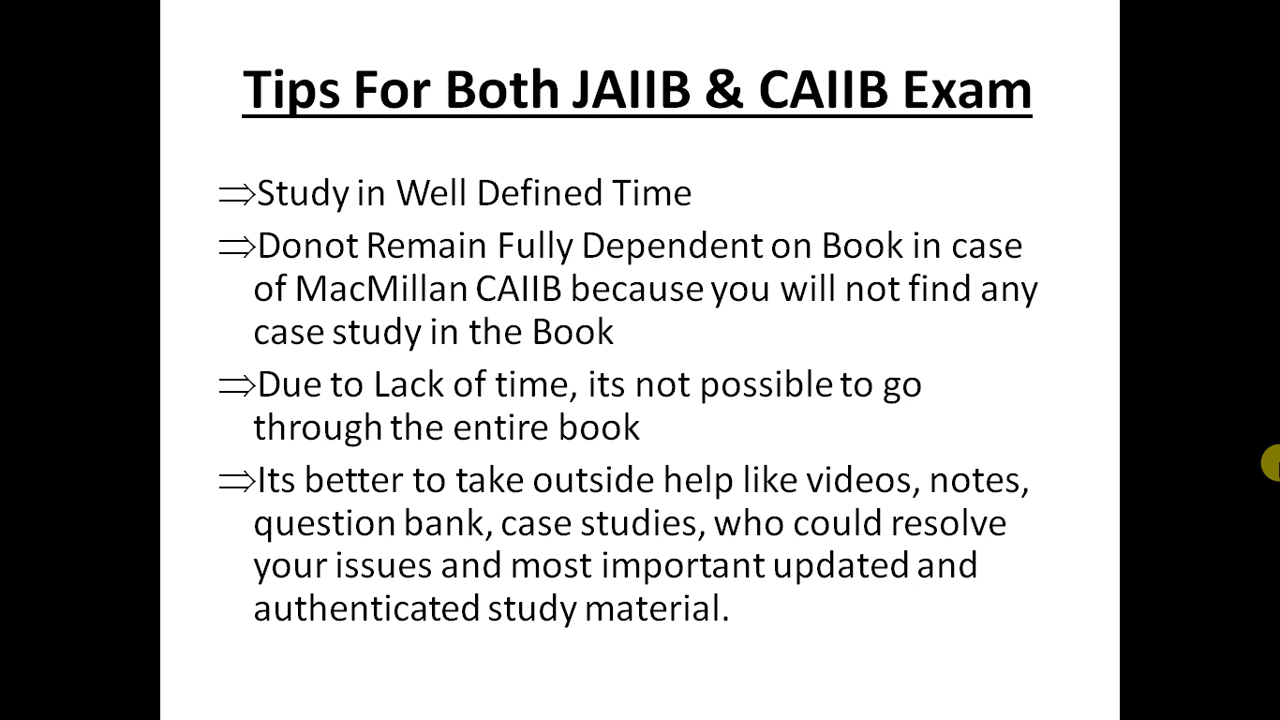 Tips For Both JAIIB & CAIIB Exam
⇒Study in Well Defined Time
⇒Donot Remain Fully Dependent on Book in case
of MacMillan CAIIB because you will not find any
case study in the Book
⇒Due to Lack of time, its not possible to go
through the entire book
⇒Its better to take outside help like videos, notes,
question bank, case studies, who could resolve
your issues and most important updated and
authenticated study material.